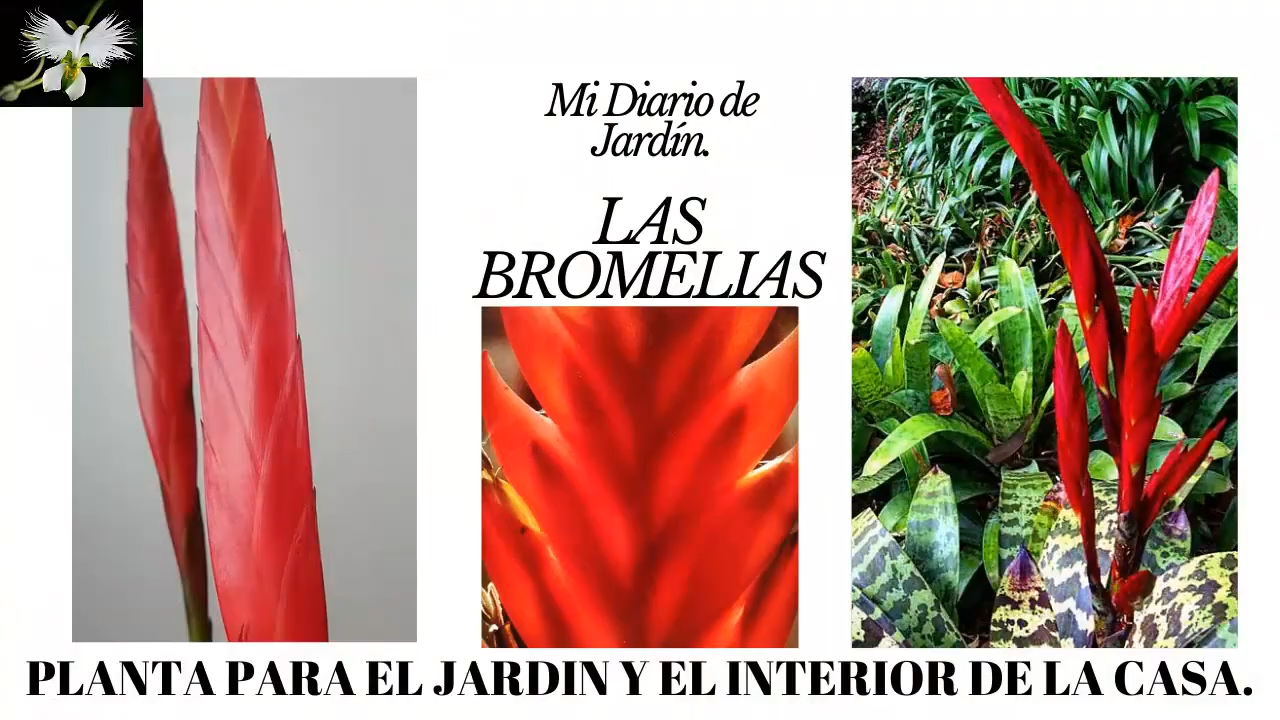 Mi Diario de
Jardín.
LAS
BROMELIAS
PLANTA PARA EL JARDIN Y EL INTERIOR DE LA CASA.